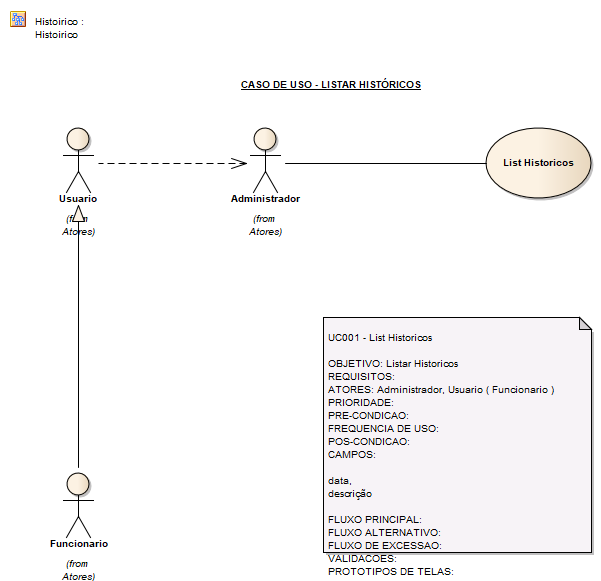 Histoirico :
Histoirico
CASO DE USO - LISTAR HISTÓRICOS
List Historicos
Usuario
(from
Atores)
Administrador
(from
Atores)
UC001 - List Historicos
OBJETIVO: Listar Historicos
REQUISITOS:
ATORES: Administrador, Usuario ( Funcionario )
PRIORIDADE:
PRE-CONDICAO:
FREQUENCIA DE USO:
POS-CONDICAO:
CAMPOS:
data,
descrição
FLUXO PRINCIPAL:
FLUXO ALTERNATIVO:
FLUXO DE EXCESSAO:
VALIDACOES:
PROTOTIPOS DE TELAS:
Funcionario
(from
Atores)